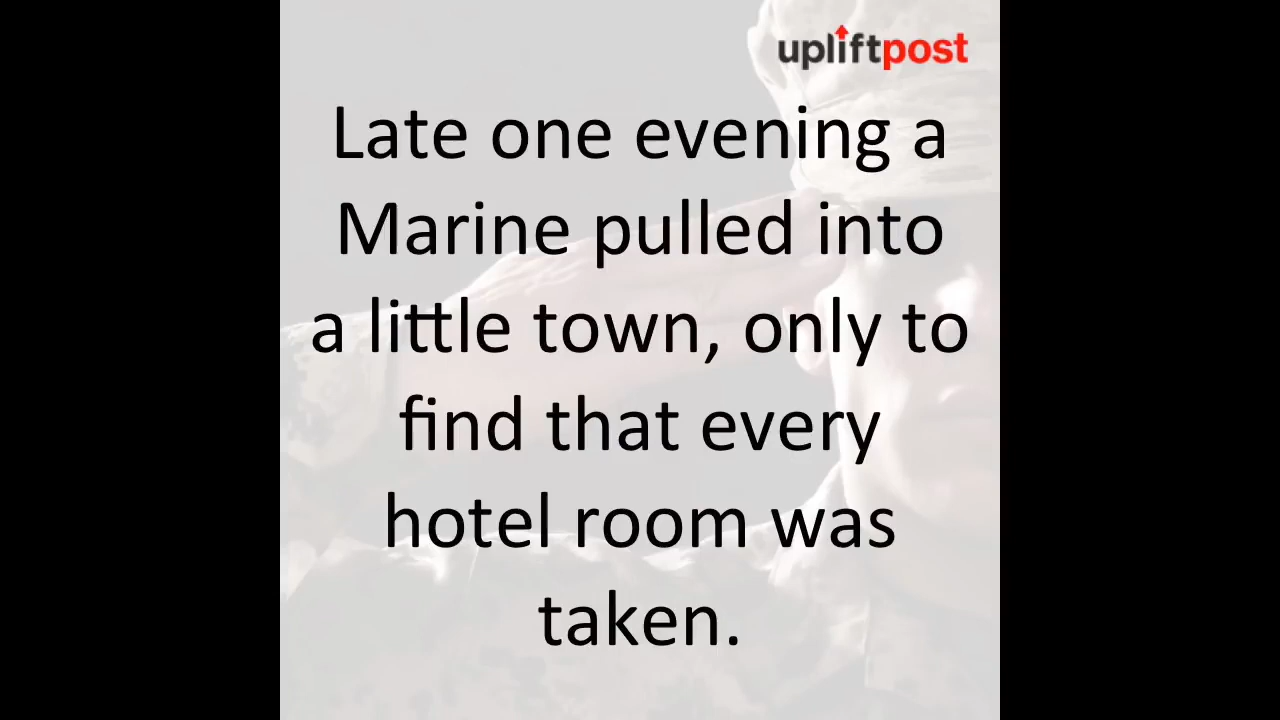 upliftpost
Late one evening a
Marine pulled into
a little town, only to
find that every
hotel room was
taken.